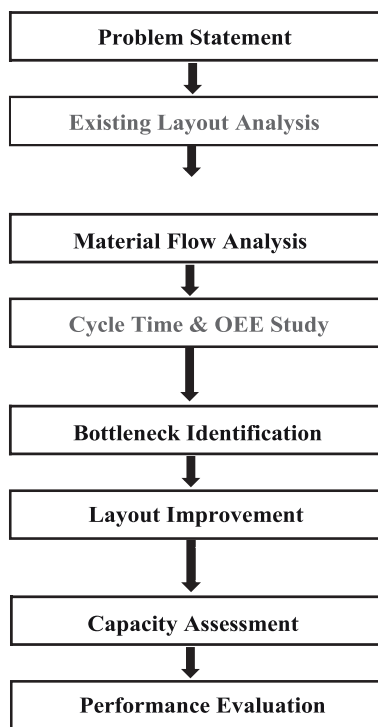 Problem Statement
Existing Layout Analysis
Material Flow Analysis
Cycle Time & OEE Study
Bottleneck Identification
Layout Improvement
Capacity Assessment
Performance Evaluation